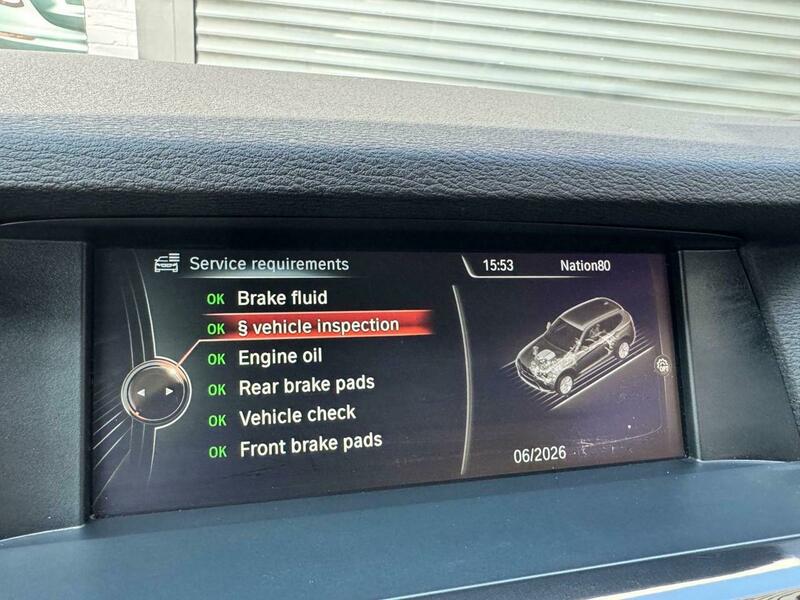 Service requirements
15:53
Nation80
OK Brake fluid
OK § vehicle inspection
OK Engine oil
OK Rear brake pads
OK Vehicle check
OK Front brake pads
06/2026